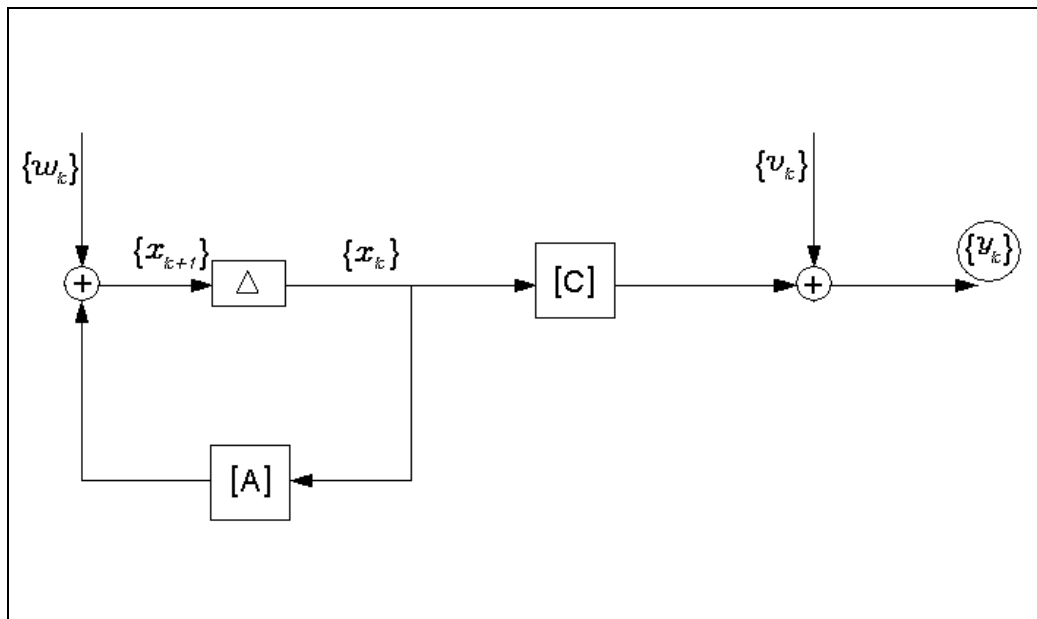 {w_k}
{v_k}
{x_{k+1}}
{x_k}
{y_k}
+
△
[C]
+
[A]